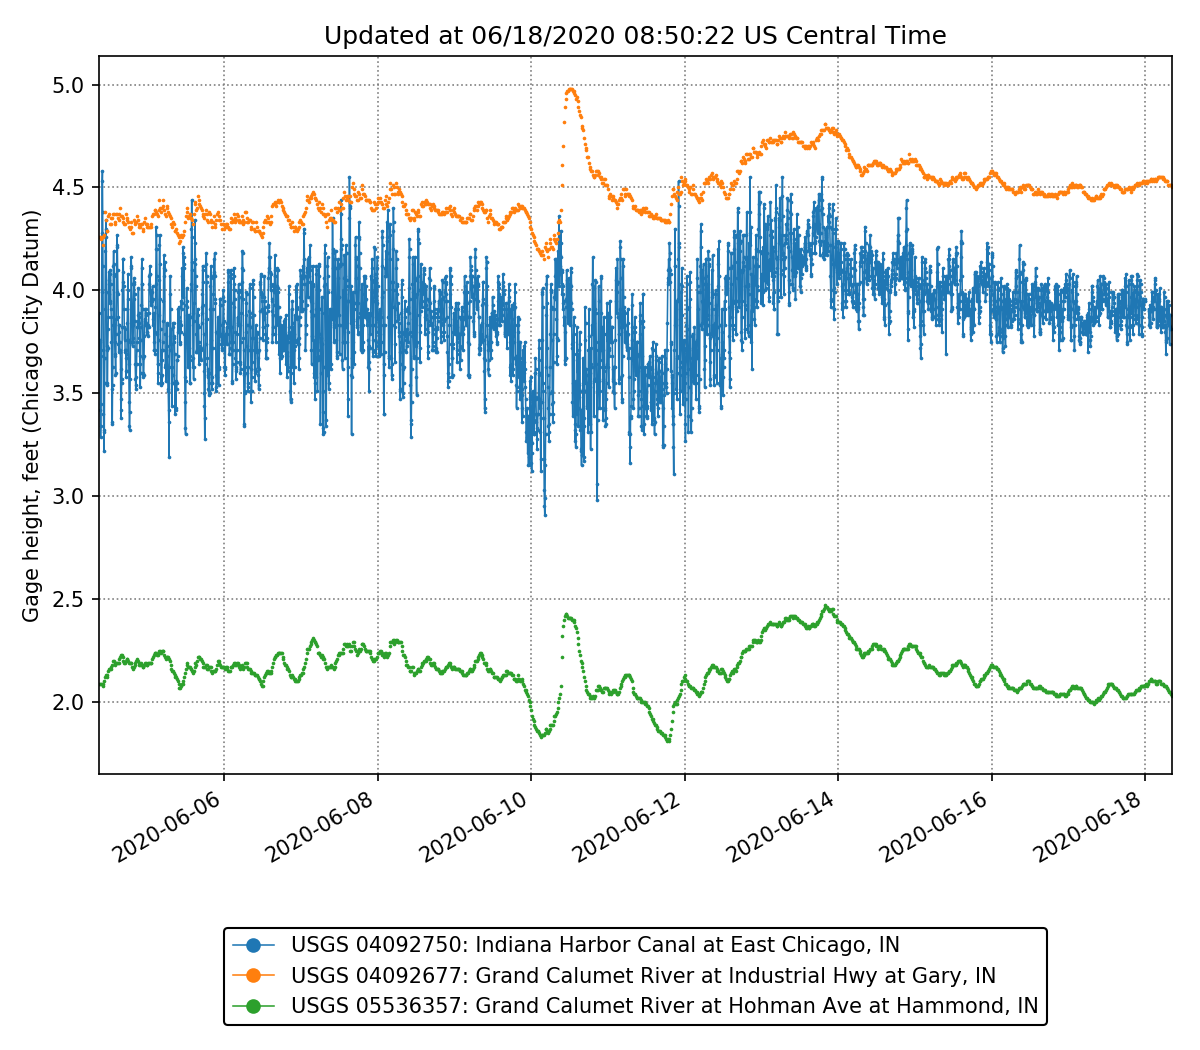 Updated at 06/18/2020 08:50:22 US Central Time
Gage height, feet (Chicago City Datum)
5.0
4.5
4.0
3.5
3.0
2.5
2.0
2020-06-06
2020-06-08
2020-06-10
2020-06-12
2020-06-14
2020-06-16
2020-06-18
USGS 04092750: Indiana Harbor Canal at East Chicago, IN
USGS 04092677: Grand Calumet River at Industrial Hwy at Gary, IN
USGS 05536357: Grand Calumet River at Hohman Ave at Hammond, IN